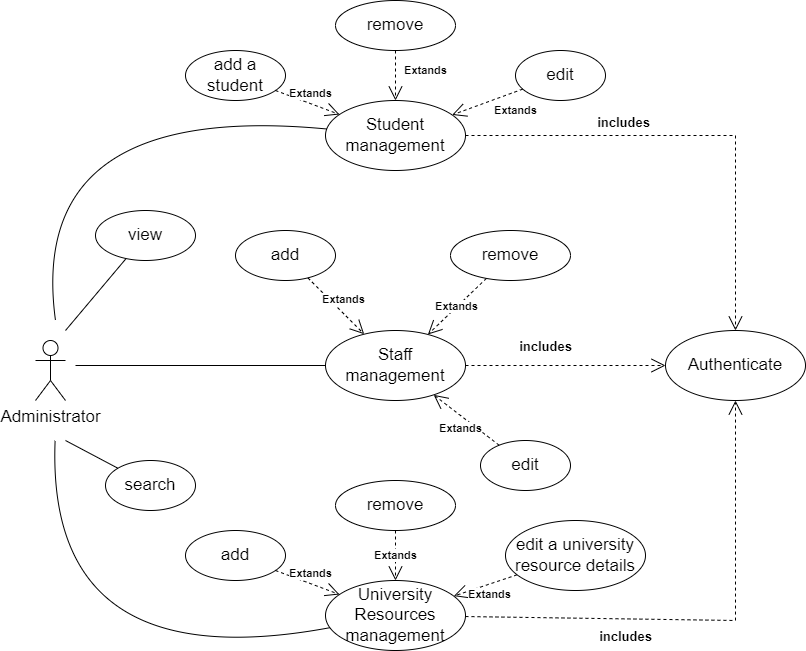 remove
add a
student
Extands
Extands
edit
Extands
Student
management
includes
view
add
remove
Extands
Extands
Staff
management
includes
Authenticate
Administrator
Extands
edit
search
remove
add
Extands
edit a university
resource details
Extands
Extands
University
Resources
management
includes